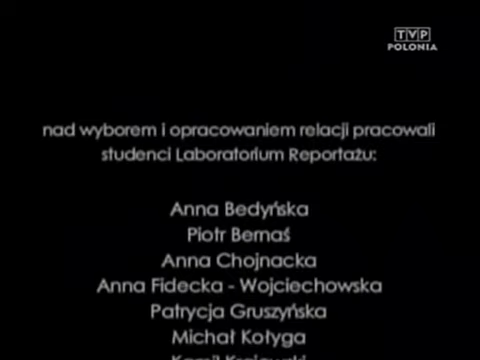 TVP
POLONIA
nad wyborem i opracowaniem relacji pracowali
studenci Laboratorium Reportażu:
Anna Bedyńska
Piotr Bernaś
Anna Chojnacka
Anna Fidecka - Wojciechowska
Patrycja Gruszyńska
Michał Kołyga